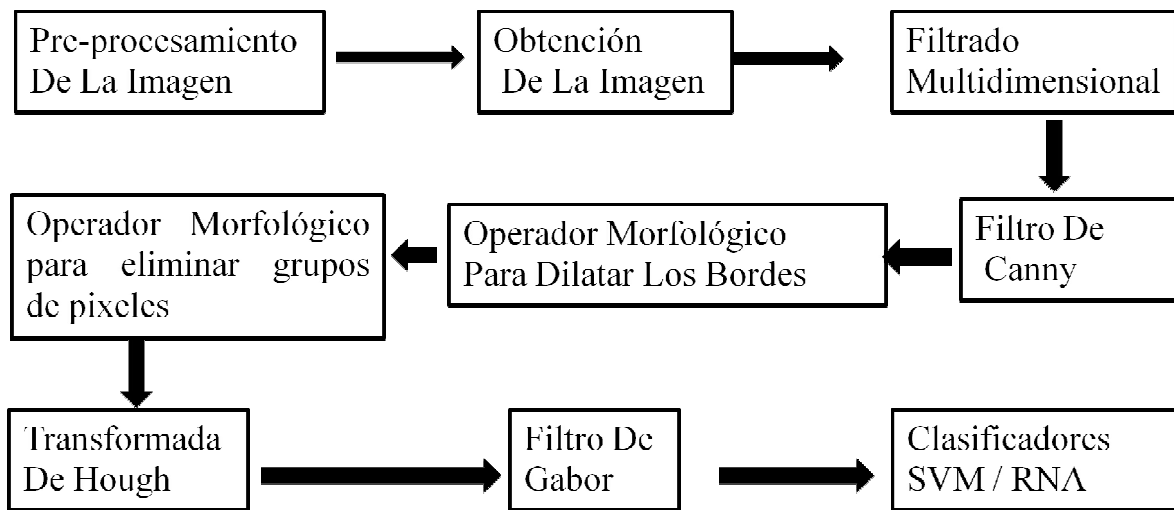 Pre-procesamiento
De La Imagen
Obtención
De La Imagen
Filtrado
Multidimensional
Filtro De
Canny
Operador Morfológico
Para Dilatar Los Bordes
Operador Morfológico
para eliminar grupos
de pixeles
Transformada
De Hough
Filtro De
Gabor
Clasificadores
SVM / RNA